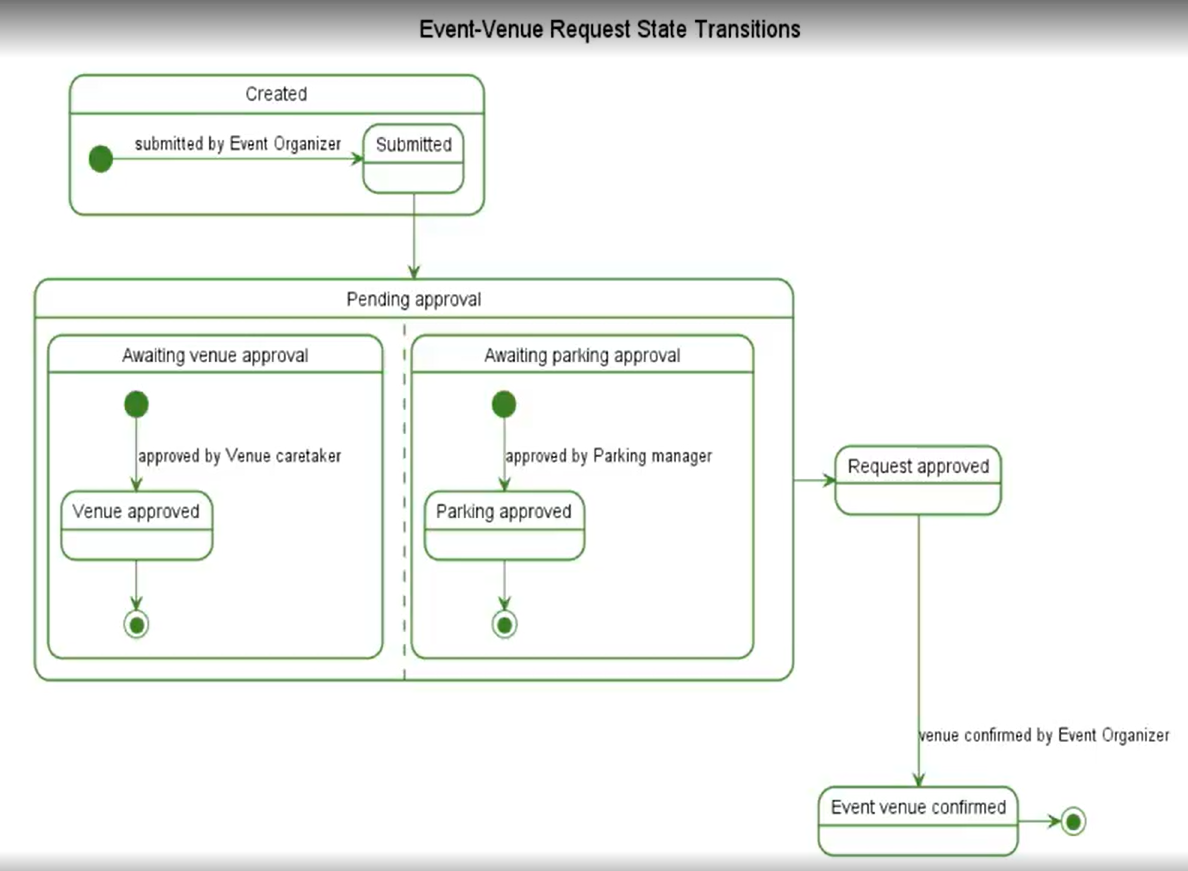 Event-Venue Request State Transitions
Created
submitted by Event Organizer
Submitted
Pending approval
Awaiting venue approval
approved by Venue caretaker
Venue approved
Awaiting parking approval
approved by Parking manager
Parking approved
Request approved
venue confirmed by Event Organizer
Event venue confirmed